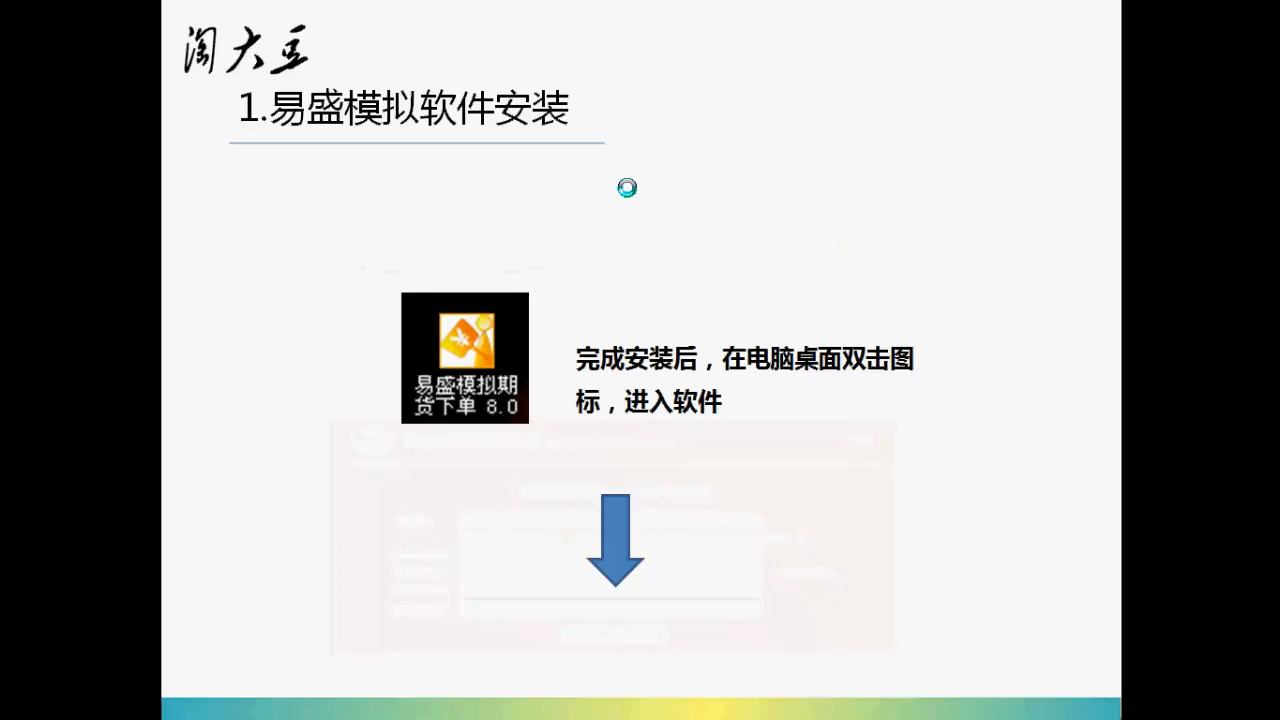 淘大豆
1.易盛模拟软件安装
易盛模拟期
货下单 8.0
完成安装后，在电脑桌面双击图
标，进入软件